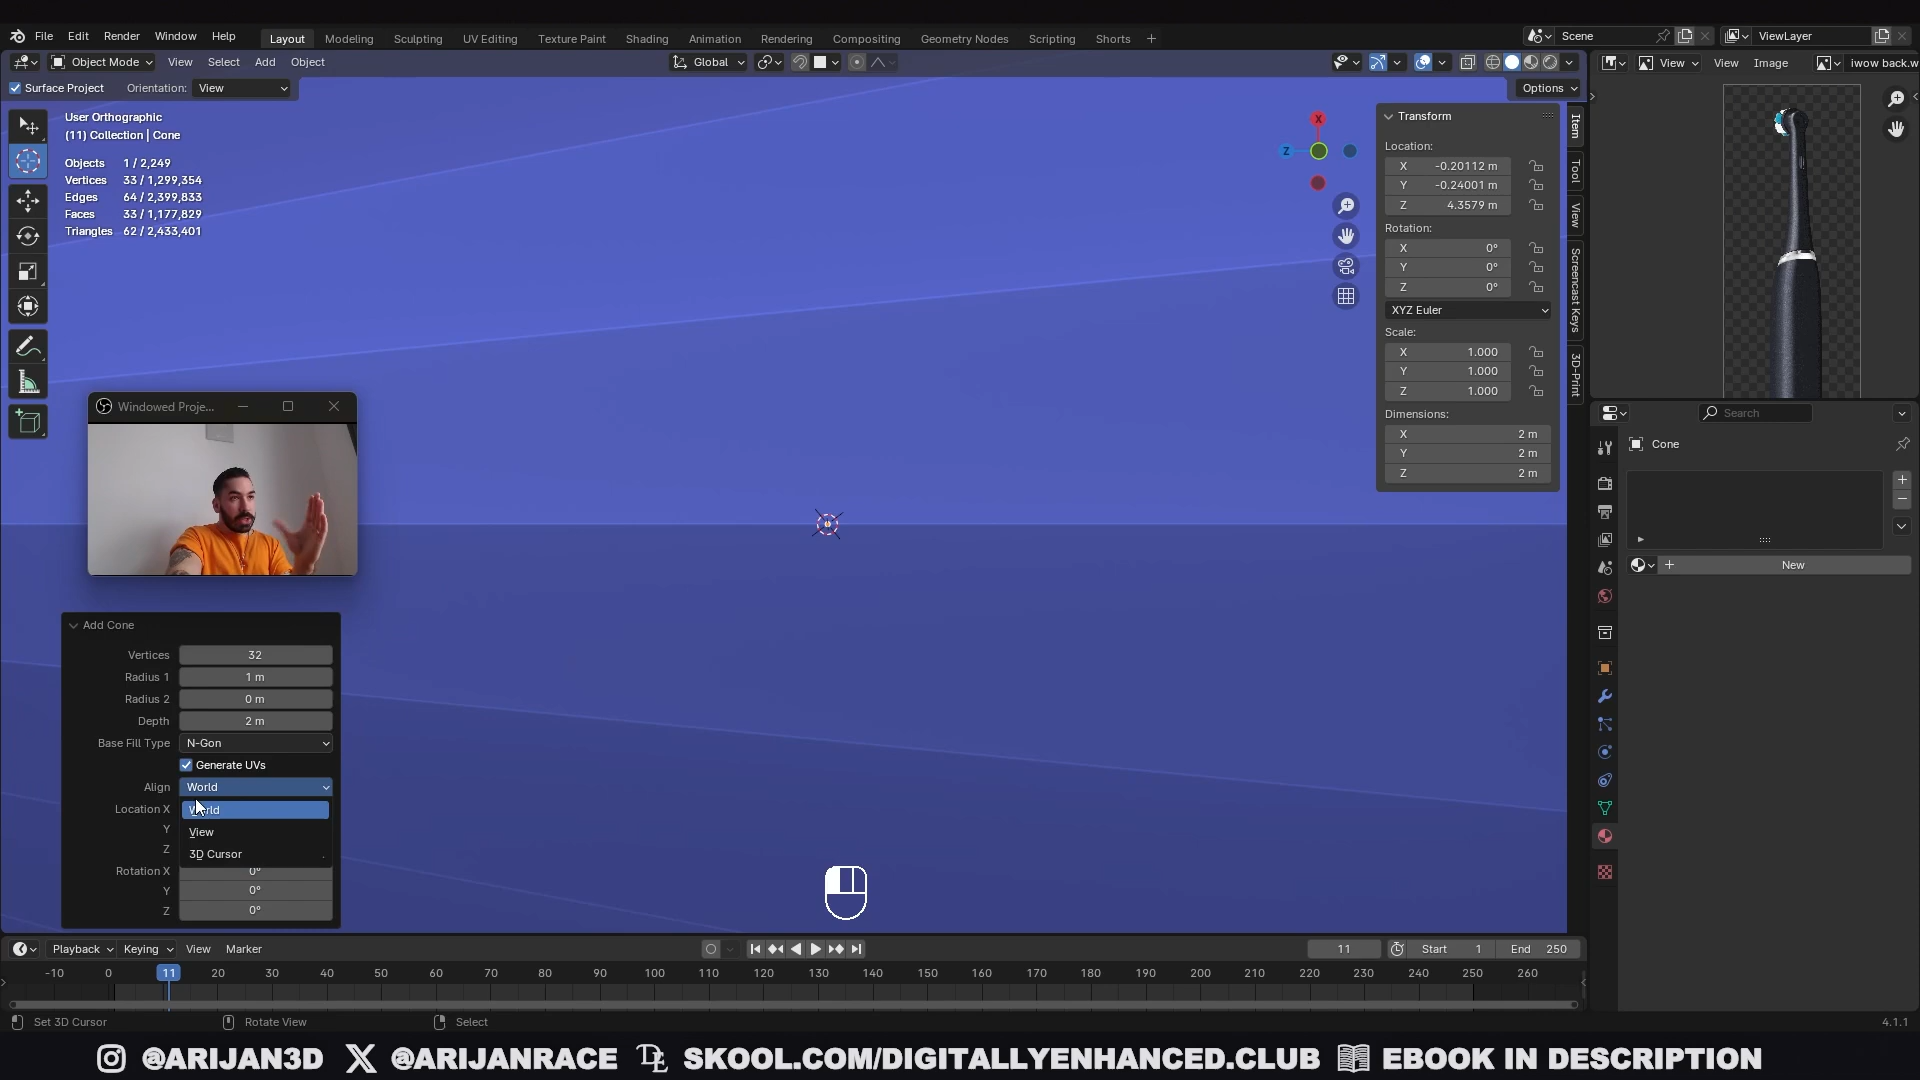 File Edit Render Window Help
Layout Modeling Sculpting UV Editing Texture Paint Shading Animation Rendering Compositing Geometry Nodes Scripting Shorts +
Scene
ViewLayer
Object Mode View Select Add Object
Global
View View Image iwow back.w
Surface Project Orientation: View
Options
User Orthographic
(11) Collection | Cone
Objects 1 / 2,249
Vertices 33 / 1,299,354
Edges 64 / 2,399,833
Faces 33 / 1,177,829
Triangles 62 / 2,433,401
X
Z
Transform
Location:
X -0.20112 m
Y -0.24001 m
Z 4.3579 m
Rotation:
X 0°
Y 0°
Z 0°
XYZ Euler
Scale:
X 1.000
Y 1.000
Z 1.000
Dimensions:
X 2 m
Y 2 m
Z 2 m
Item
Tool
View
Screencast Keys
3D-Print
Windowed Proje...
Search
Cone
New
Add Cone
Vertices 32
Radius 1 1 m
Radius 2 0 m
Depth 2 m
Base Fill Type N-Gon
Generate UVs
Align World
Location X World
Y View
Z 3D Cursor
Rotation X 0°
Y 0°
Z 0°
Playback Keying View Marker
11 Start 1 End 250
-10 0 11 20 30 40 50 60 70 80 90 100 110 120 130 140 150 160 170 180 190 200 210 220 230 240 250 260
Set 3D Cursor Rotate View Select
4.1.1
@ARIJAN3D @ARIJANRACE SKOOL.COM/DIGITALLYENHANCED.CLUB EBOOK IN DESCRIPTION